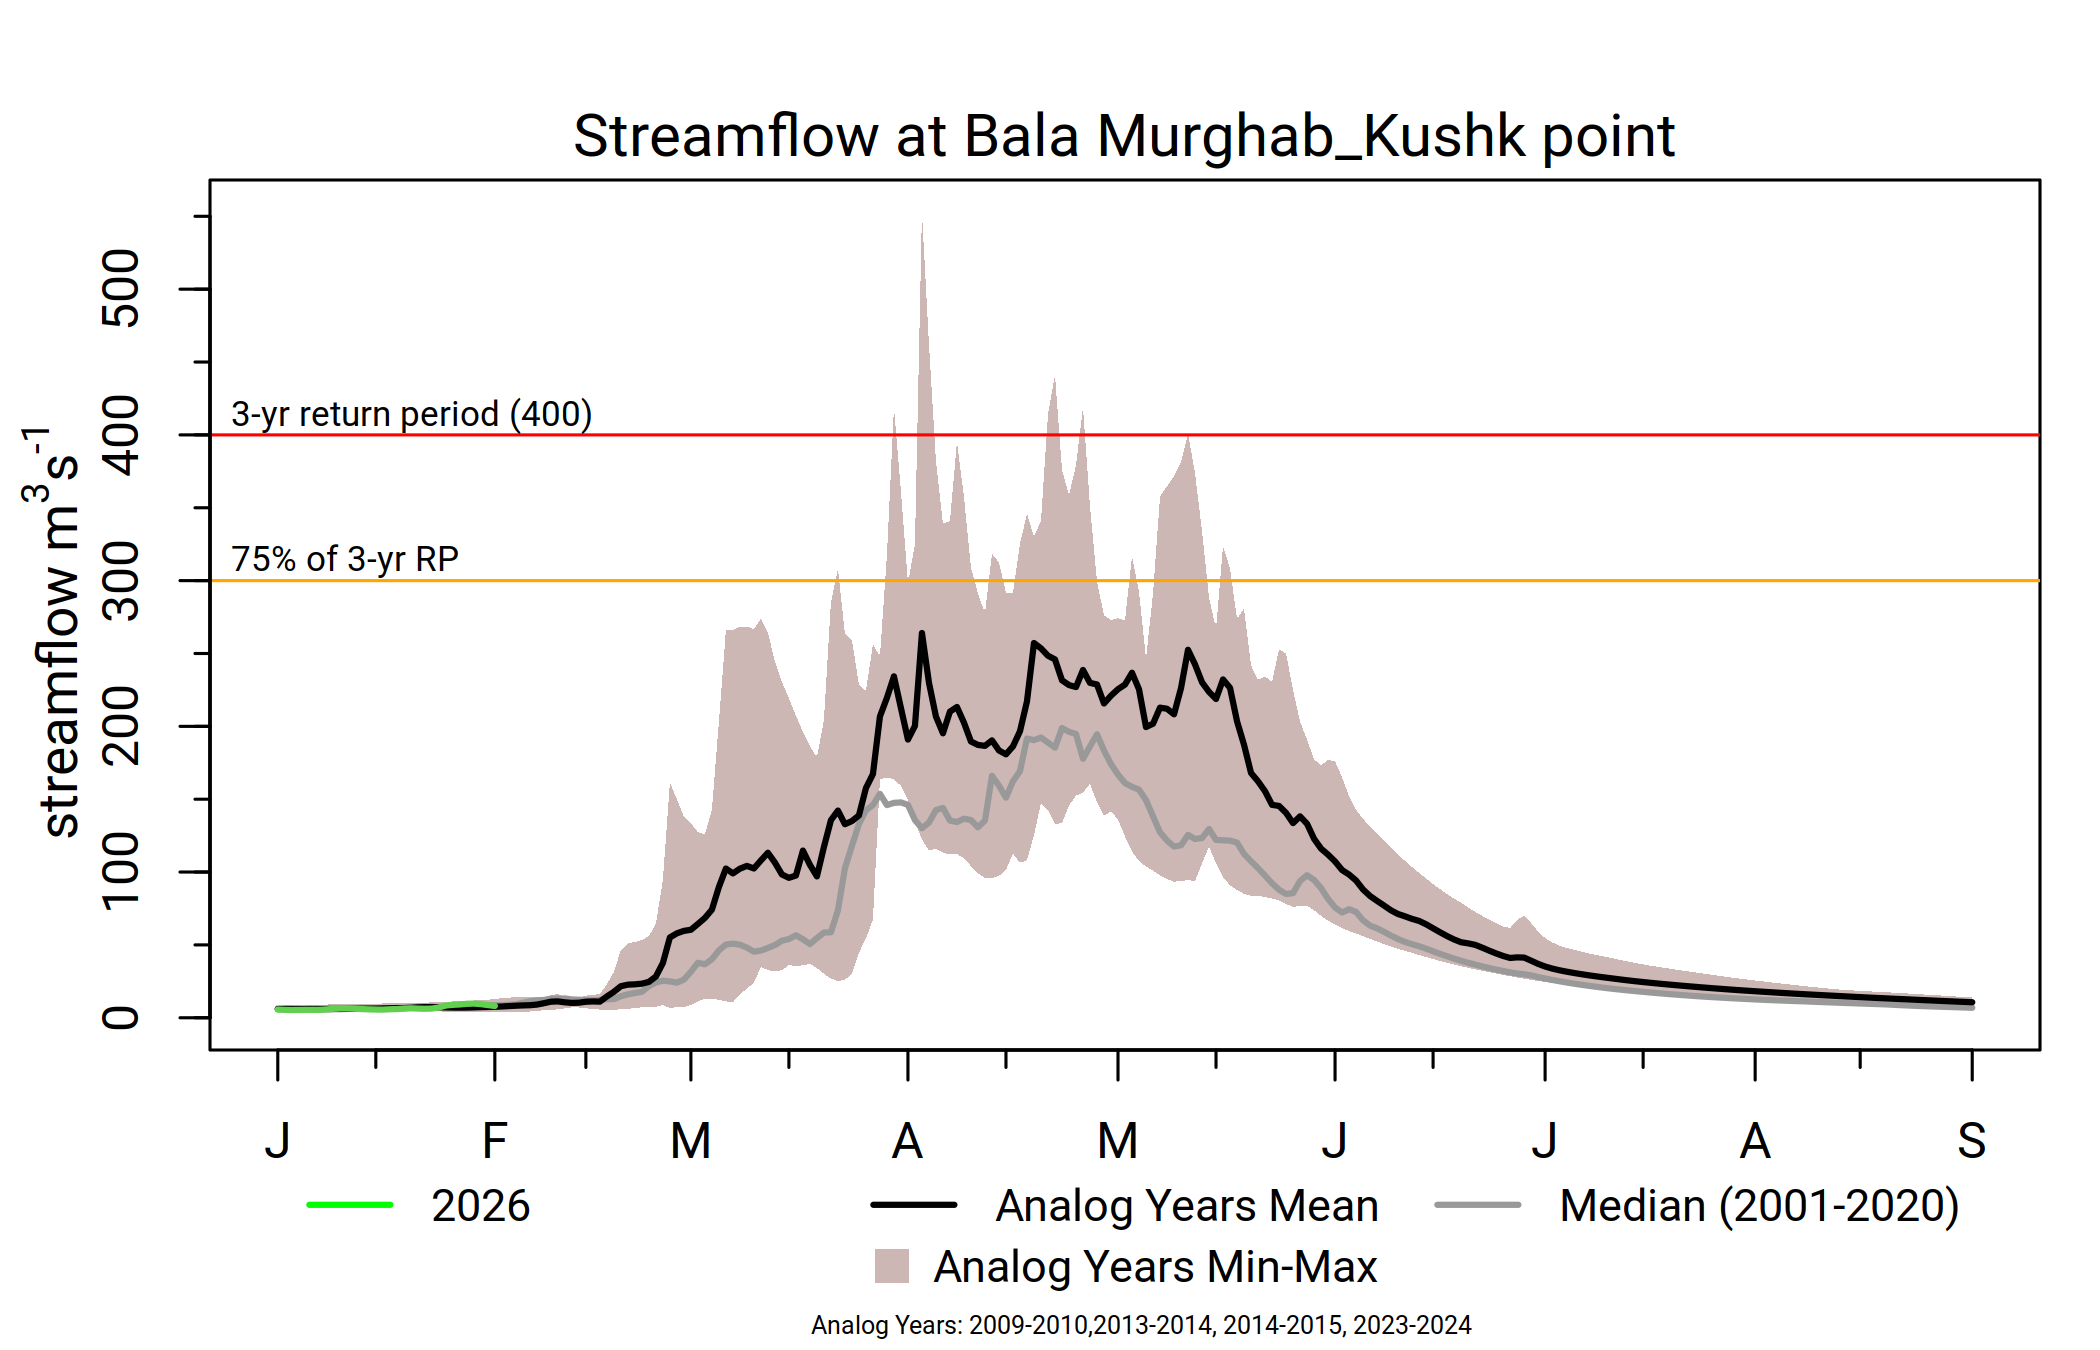 Streamflow at Bala Murghab_Kushk point
streamflow m3s-1
500
400
300
200
100
0
3-yr return period (400)
75% of 3-yr RP
J F M A M J J A S
2026 Analog Years Mean Median (2001-2020)
Analog Years Min-Max
Analog Years: 2009-2010,2013-2014, 2014-2015, 2023-2024